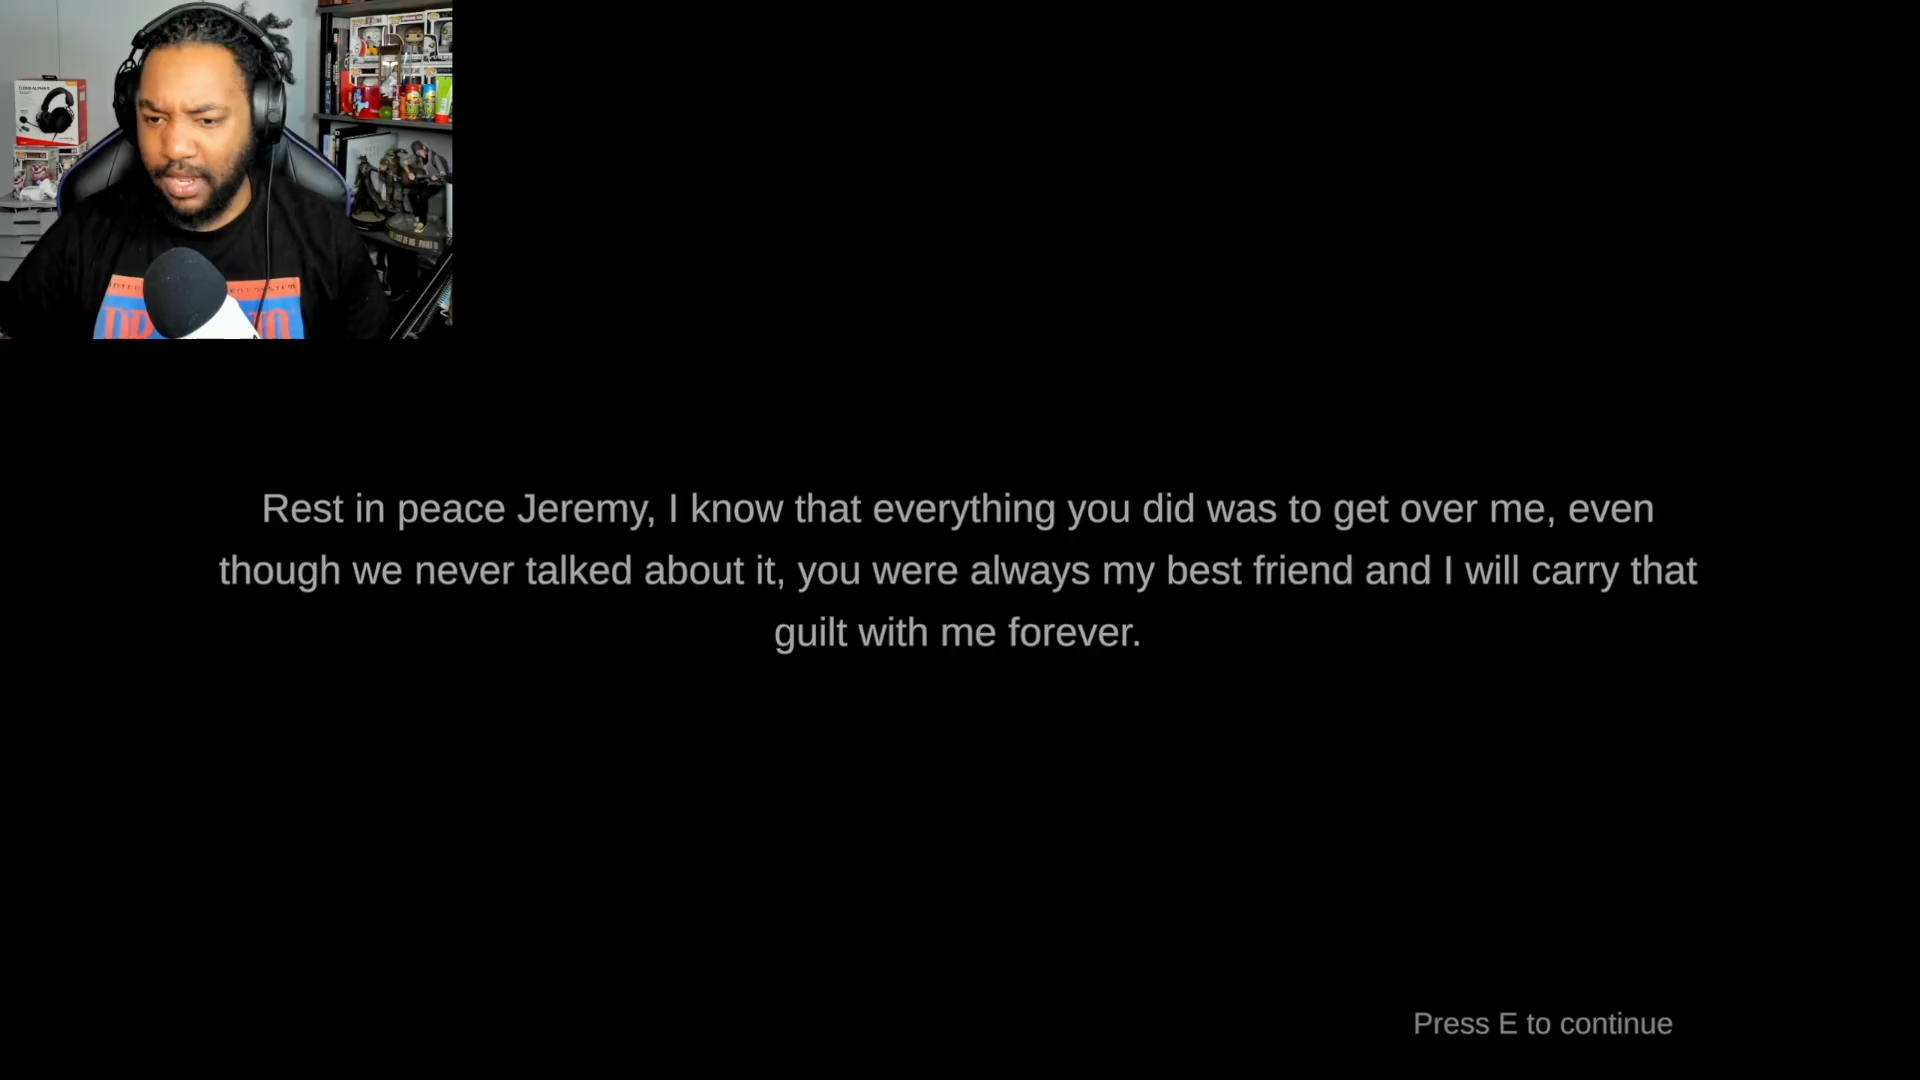 Rest in peace Jeremy, I know that everything you did was to get over me, even
though we never talked about it, you were always my best friend and I will carry that
guilt with me forever.
Press E to continue